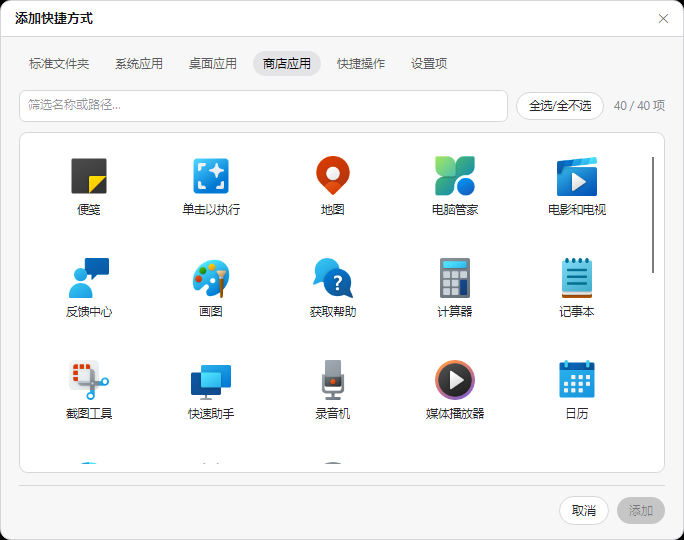 添加快捷方式
标准文件夹 系统应用 桌面应用 商店应用 快捷操作 设置项
筛选名称或路径... 全选/全不选 40 / 40 项
便笺 单击以执行 地图 电脑管家 电影和电视
反馈中心 画图 获取帮助 计算器 记事本
截图工具 快速助手 录音机 媒体播放器 日历
取消 添加